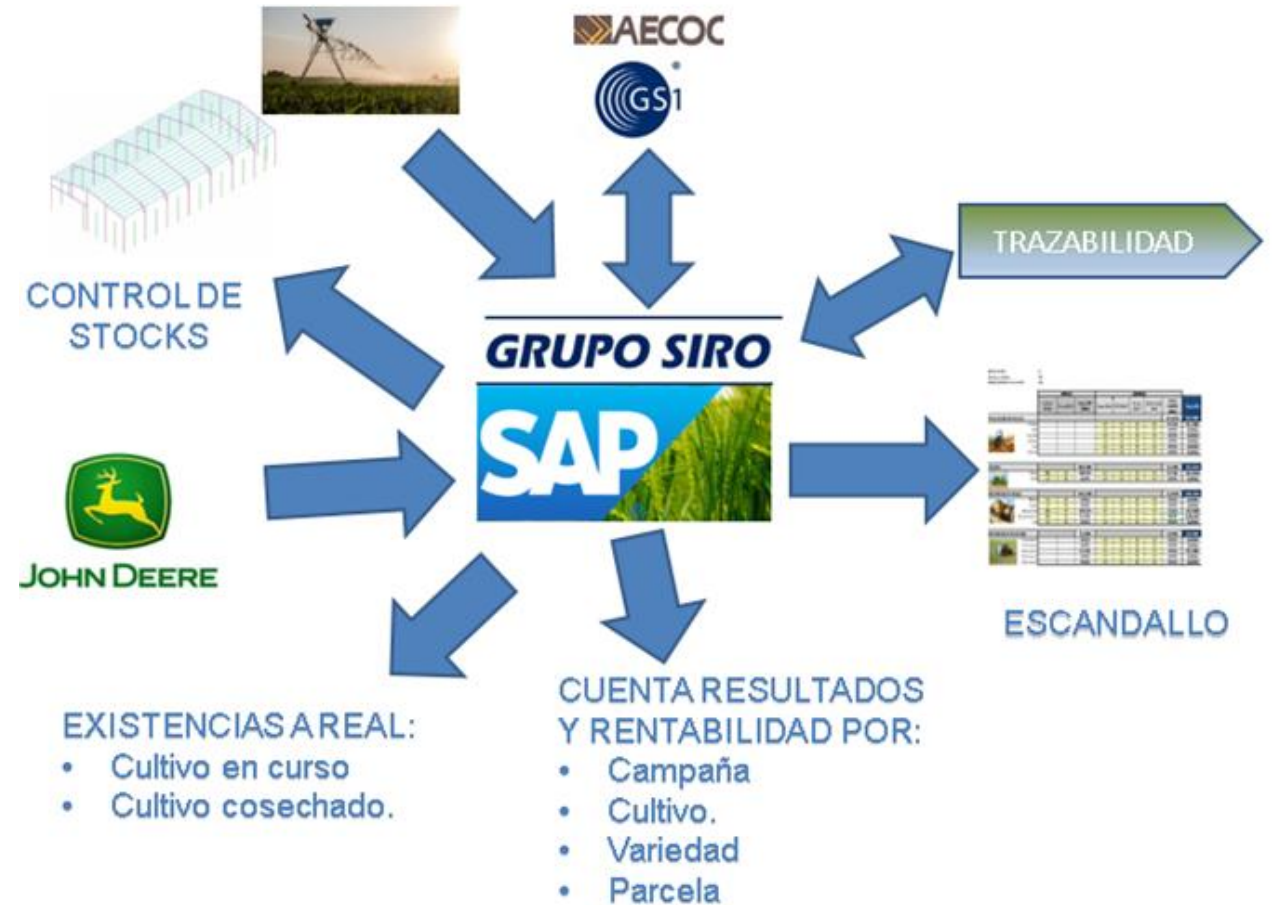 AECOC
GS1
TRAZABILIDAD
CONTROL DE
STOCKS
GRUPO SIRO
SAP
JOHN DEERE
ESCANDALLO
EXISTENCIAS A REAL:
• Cultivo en curso
• Cultivo cosechado.
CUENTA RESULTADOS
Y RENTABILIDAD POR:
• Campaña
• Cultivo.
• Variedad
• Parcela